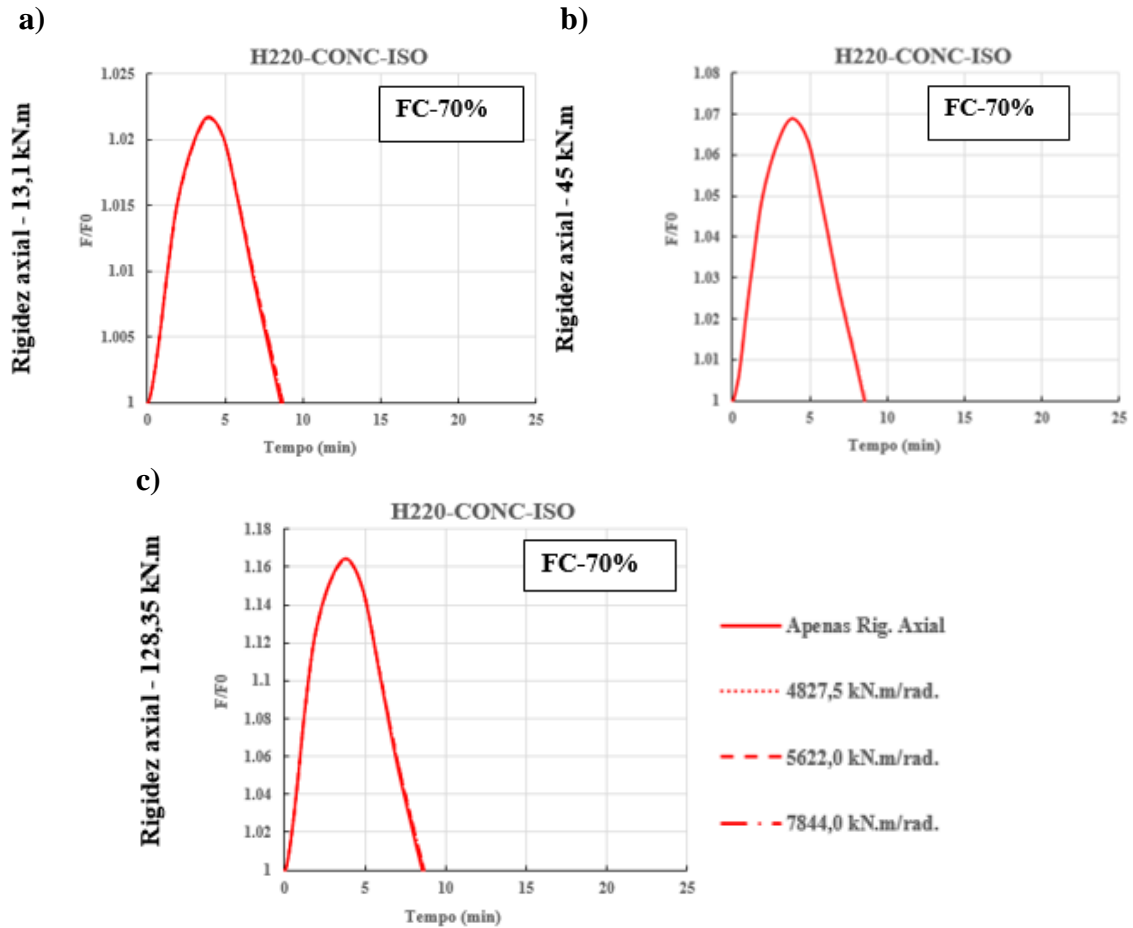 a)
H220-CONC-ISO
Rigidez axial - 13,1 kN.m
FC-70%
F/F0
1.025
1.02
1.015
1.01
1.005
1
0 5 10 15 20 25
Tempo (min)
b)
H220-CONC-ISO
Rigidez axial - 45 kN.m
FC-70%
F/F0
1.08
1.07
1.06
1.05
1.04
1.03
1.02
1.01
1
0 5 10 15 20 25
Tempo (min)
c)
H220-CONC-ISO
Rigidez axial - 128,35 kN.m
FC-70%
F/F0
1.18
1.16
1.14
1.12
1.1
1.08
1.06
1.04
1.02
1
0 5 10 15 20 25
Tempo (min)
Apenas Rig. Axial
4827,5 kN.m/rad.
5622,0 kN.m/rad.
7844,0 kN.m/rad.